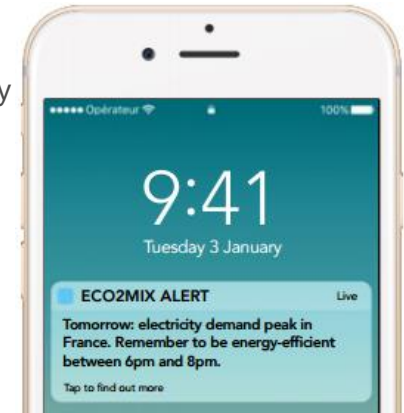 y
Opérateur 100%
9:41
Tuesday 3 January
ECO2MIX ALERT Live
Tomorrow: electricity demand peak in
France. Remember to be energy-efficient
between 6pm and 8pm.
Tap to find out more